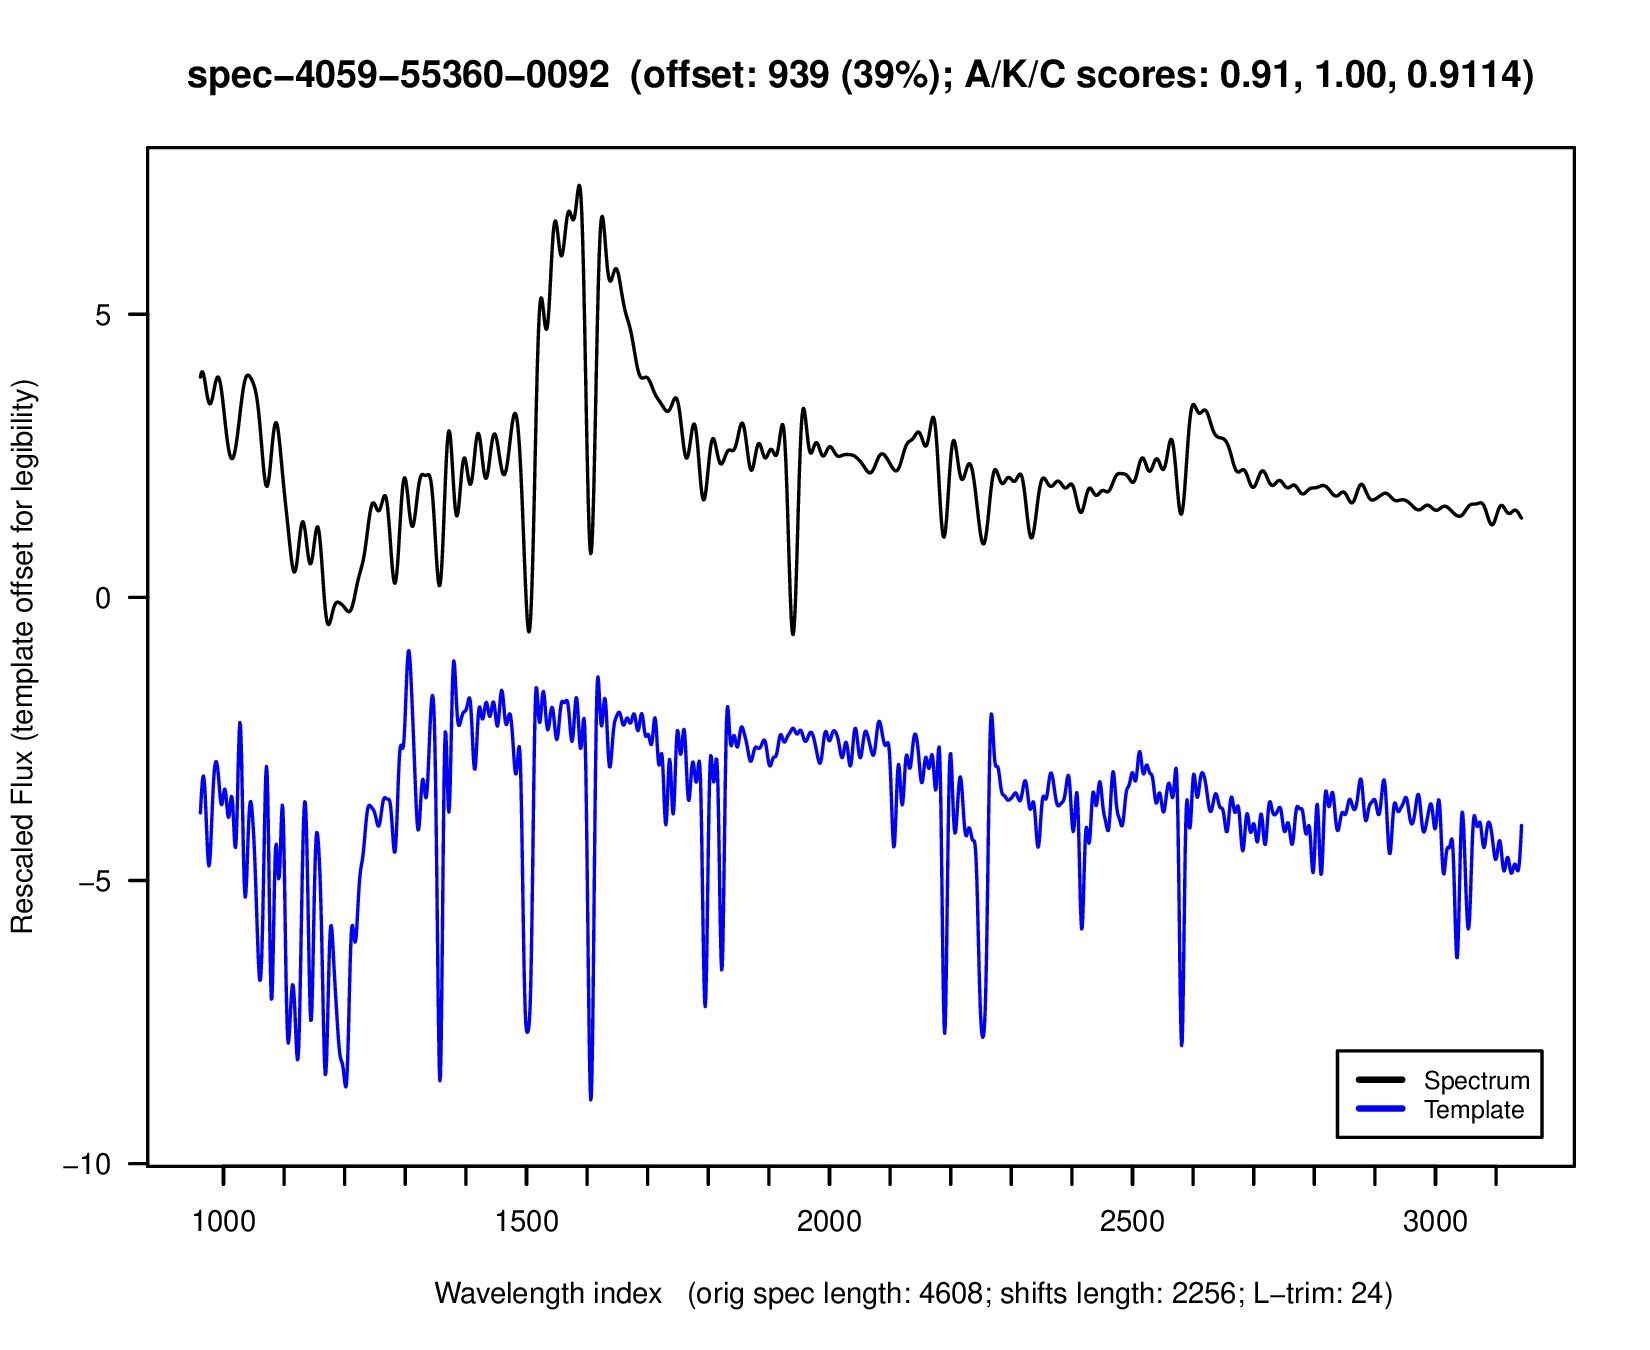 spec−4059−55360−0092 (offset: 939 (39%); A/K/C scores: 0.91, 1.00, 0.9114)
Rescaled Flux (template offset for legibility)
5
0
−5
−10
Spectrum
Template
1000 1500 2000 2500 3000
Wavelength index (orig spec length: 4608; shifts length: 2256; L−trim: 24)